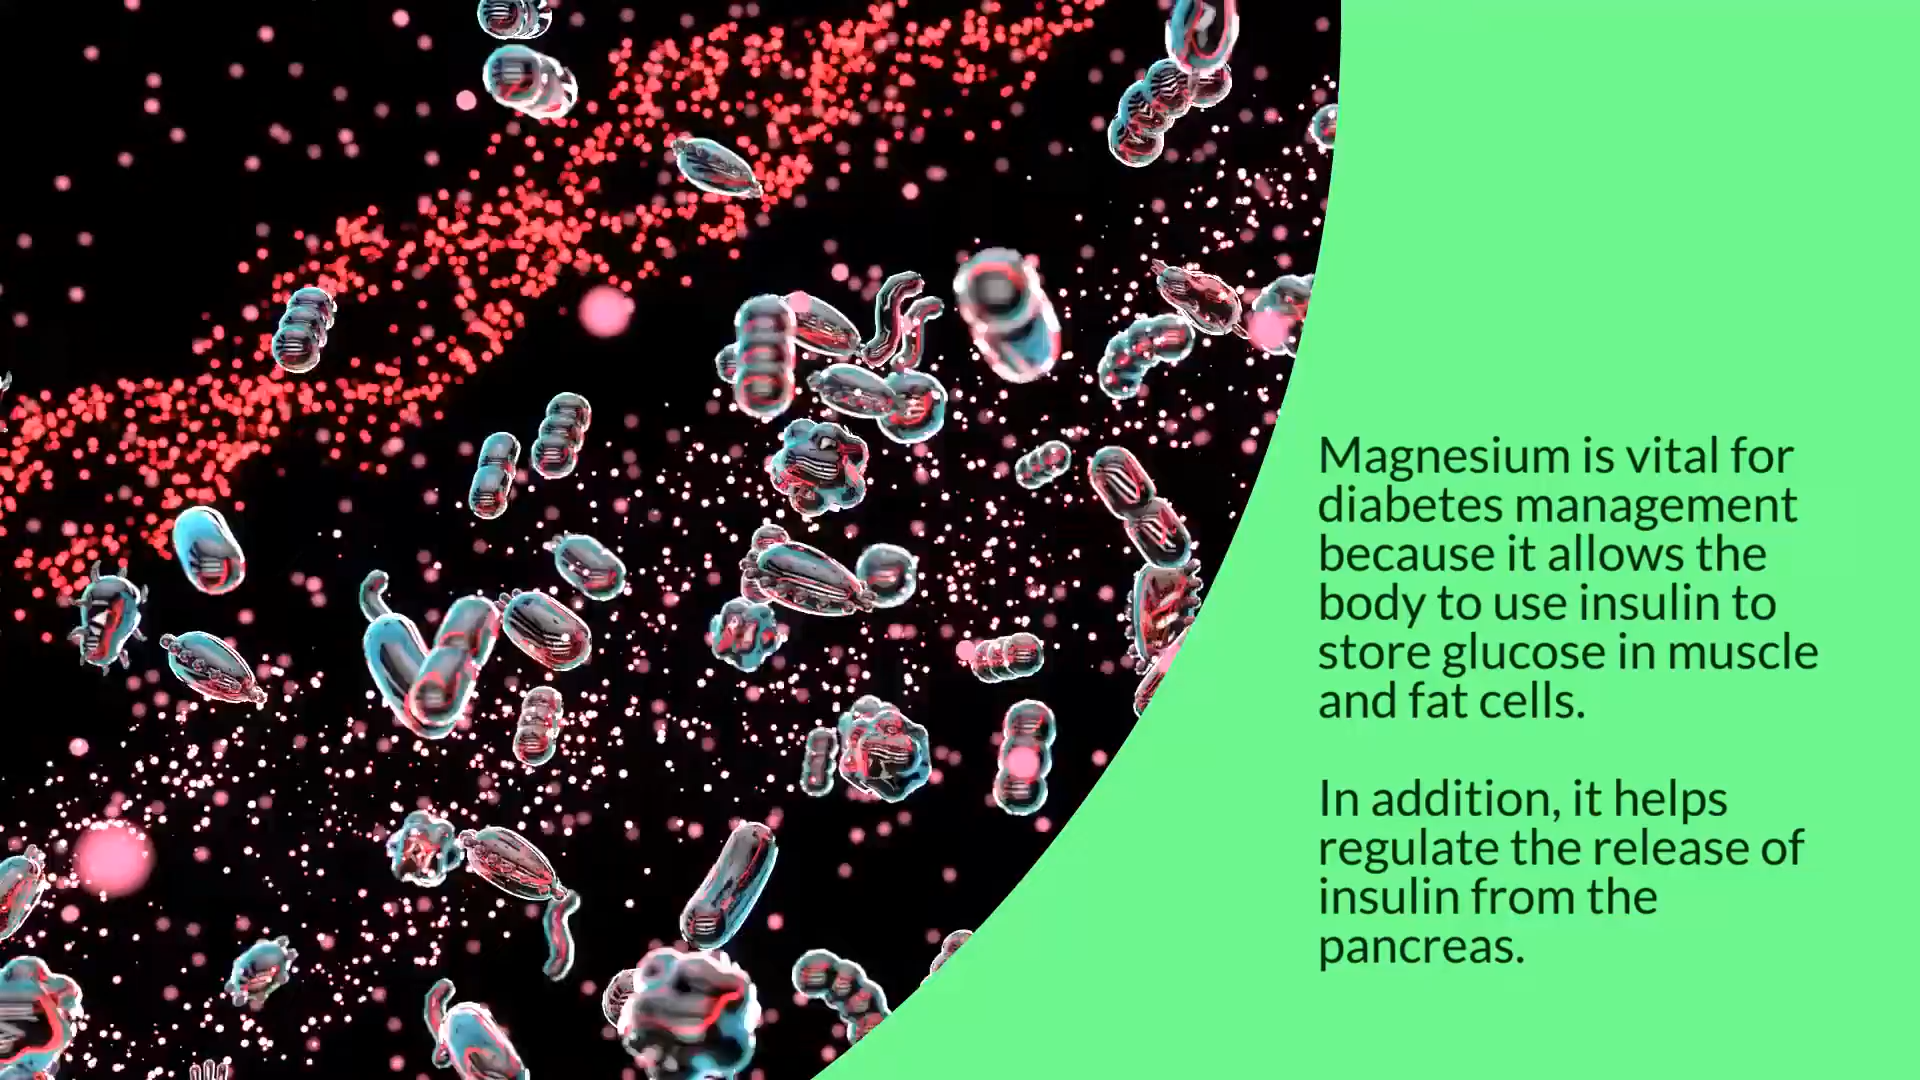 Magnesium is vital for
diabetes management
because it allows the
body to use insulin to
store glucose in muscle
and fat cells.
In addition, it helps
regulate the release of
insulin from the
pancreas.